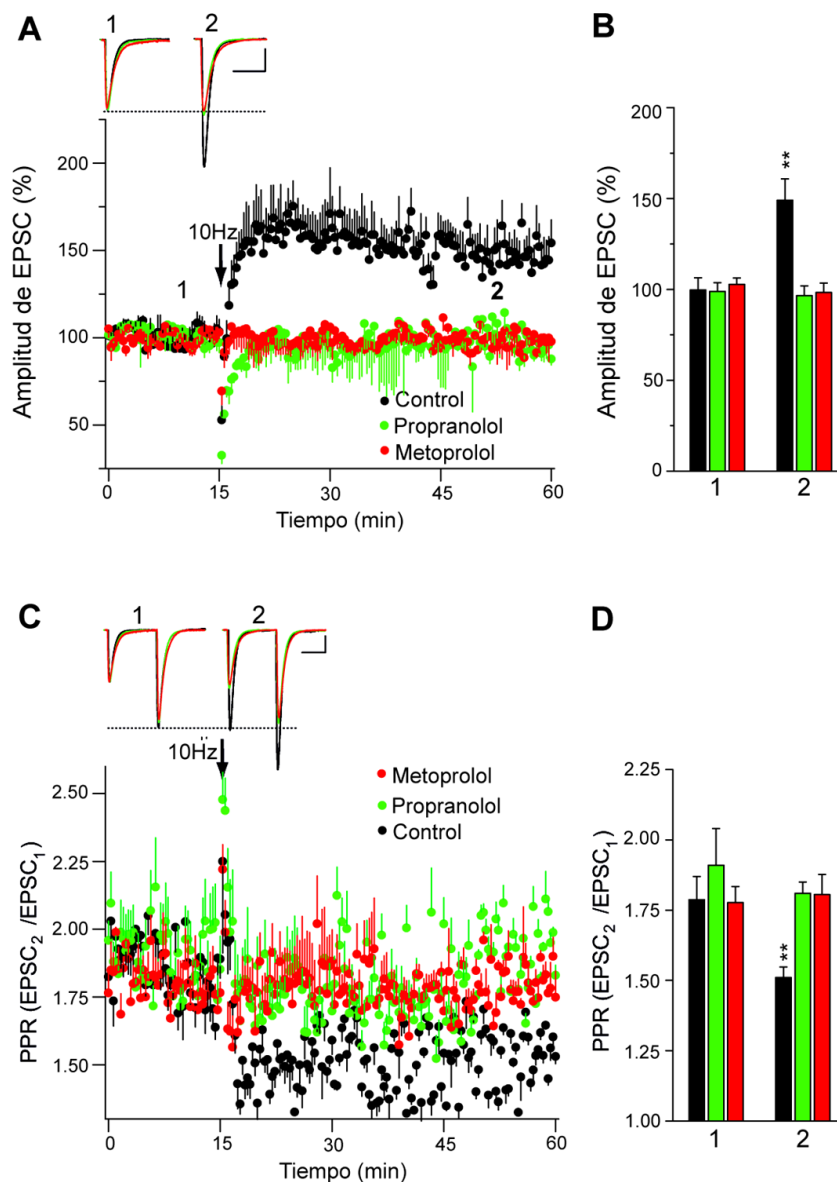 A
1
2
200
150
100
50
Amplitud de EPSC (%)
10Hz
1
2
Control
Propranolol
Metoprolol
0
15
30
45
60
Tiempo (min)
B
200
150
100
50
0
Amplitud de EPSC (%)
**
1
2
C
1
2
10Hz
Metoprolol
Propranolol
Control
2.50
2.25
2.00
1.75
1.50
PPR (EPSC₂ /EPSC₁)
0
15
30
45
60
Tiempo (min)
D
2.25
2.00
1.75
1.50
1.25
1.00
PPR (EPSC₂ /EPSC₁)
**
1
2